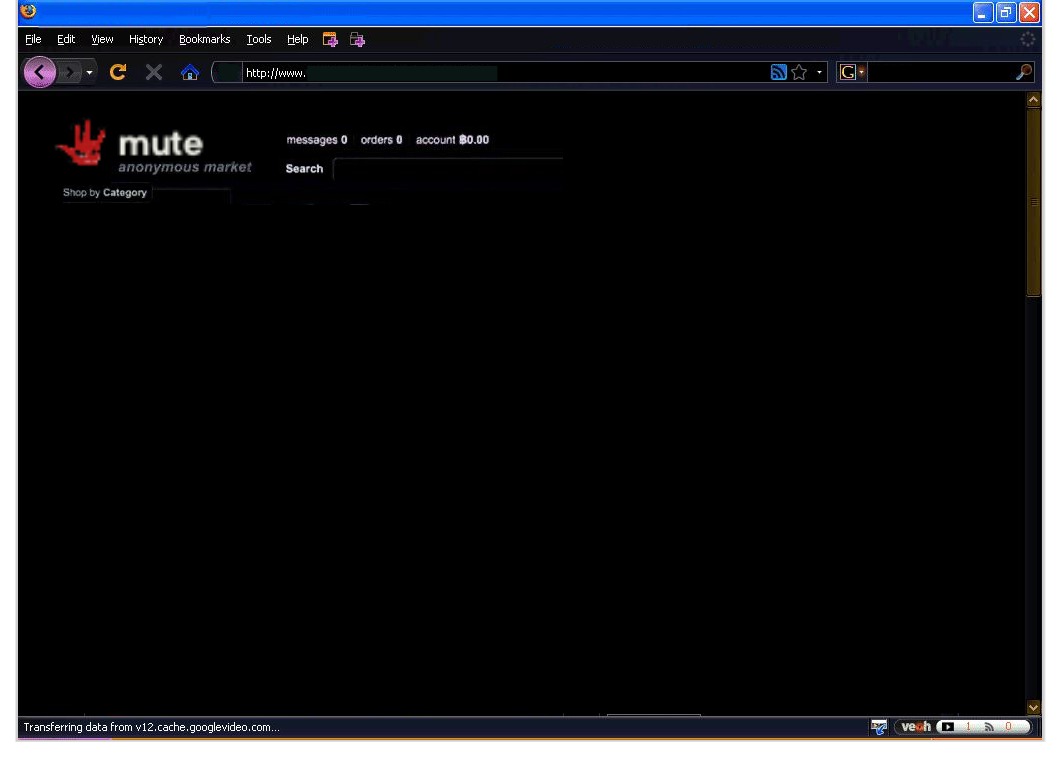 File Edit View History Bookmarks Tools Help
http://www.
G
mute
anonymous market
messages 0 orders 0 account ฿0.00
Search
Shop by Category
Transferring data from v12.cache.googlevideo.com...
veoh 1 0